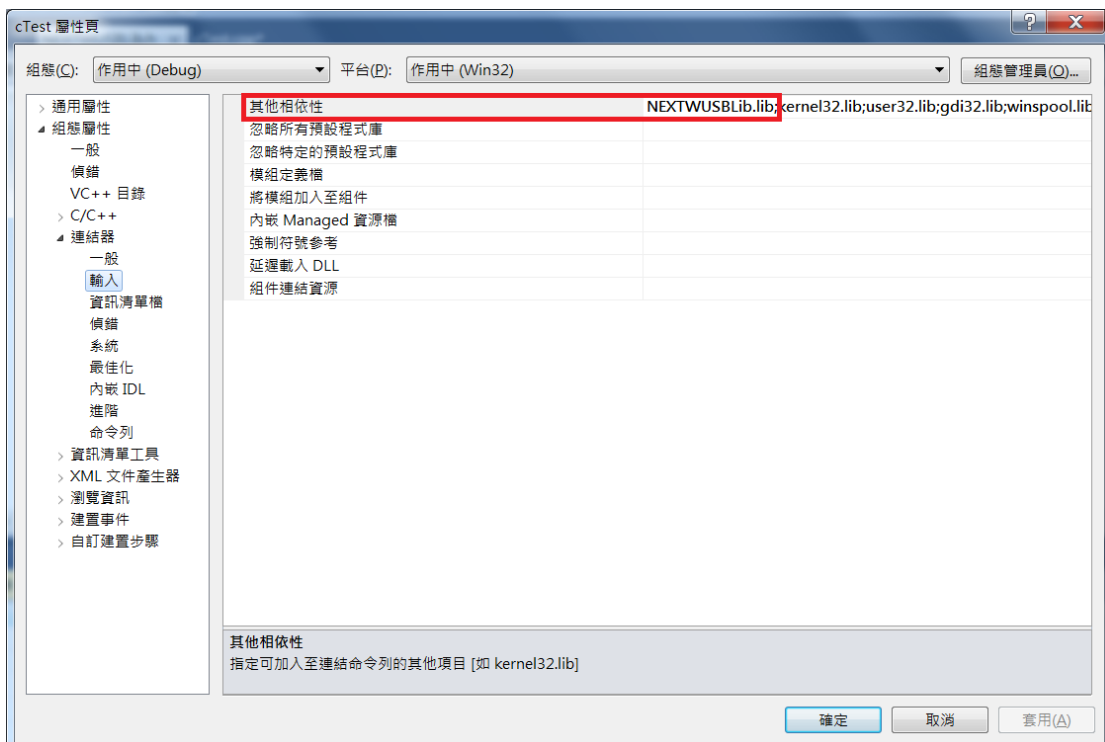 cTest 屬性頁
組態(C): 作用中 (Debug) 平台(P): 作用中 (Win32) 組態管理員(O)...
通用屬性
組態屬性
一般
偵錯
VC++ 目錄
C/C++
連結器
一般
輸入
資訊清單檔
偵錯
系統
最佳化
內嵌 IDL
進階
命令列
資訊清單工具
XML 文件產生器
瀏覽資訊
建置事件
自訂建置步驟
其他相依性 NEXTWUSBLib.lib;kernel32.lib;user32.lib;gdi32.lib;winspool.lib
忽略所有預設程式庫
忽略特定的預設程式庫
模組定義檔
將模組加入至組件
內嵌 Managed 資源檔
強制符號參考
延遲載入 DLL
組件連結資源
其他相依性
指定可加入至連結命令列的其他項目 [如 kernel32.lib]
確定 取消 套用(A)